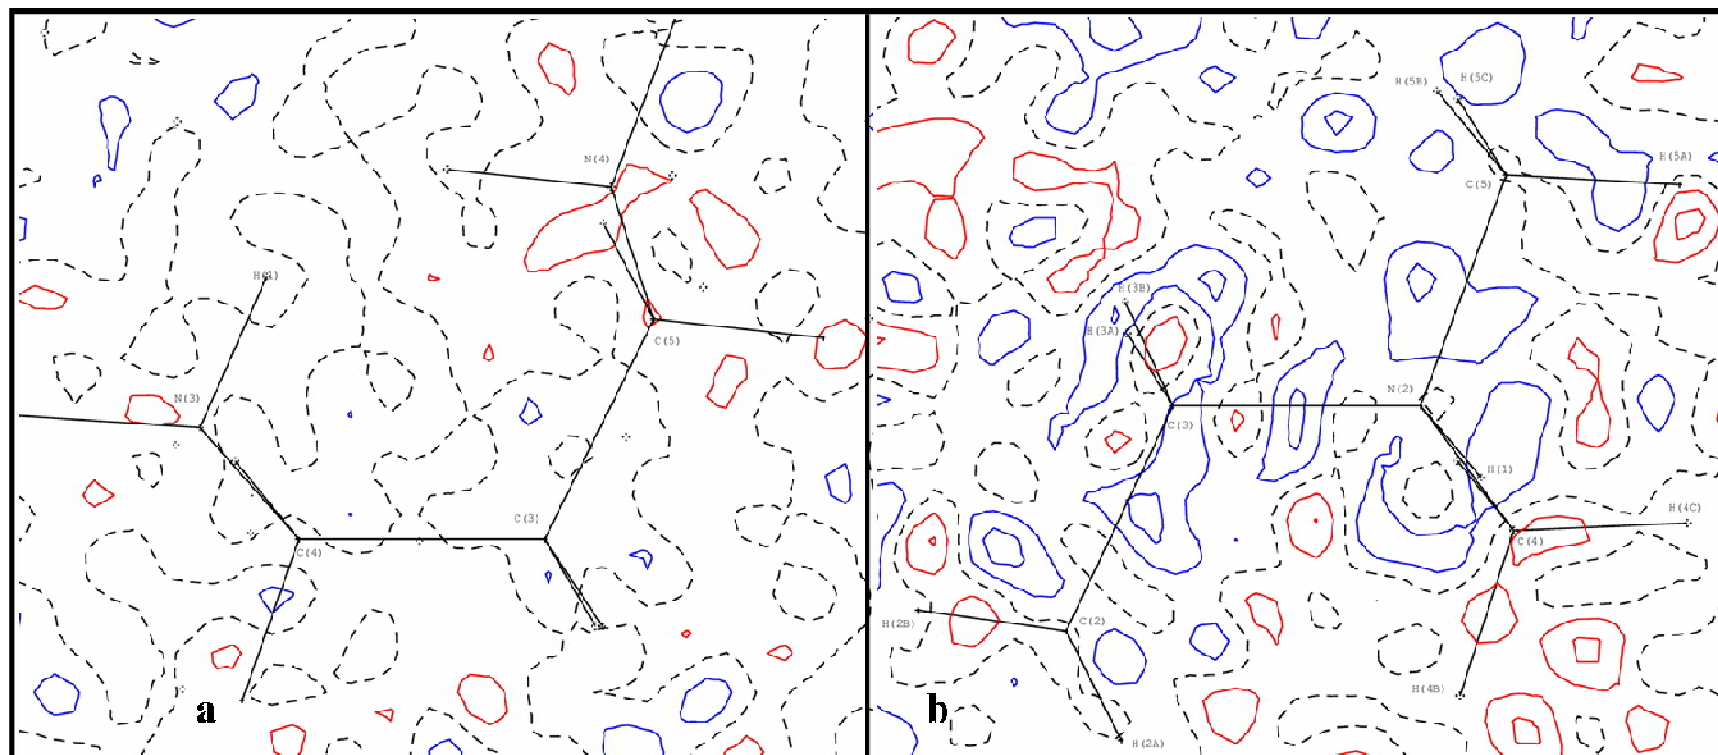 N(4)
H(1)
C(5)
N(3)
C(3)
C(4)
a
H(5B)
H(5C)
H(5A)
C(5)
H(3B)
H(3A)
N(2)
C(3)
H(1)
H(4C)
C(4)
H(2B)
C(2)
H(4B)
b
H(2A)